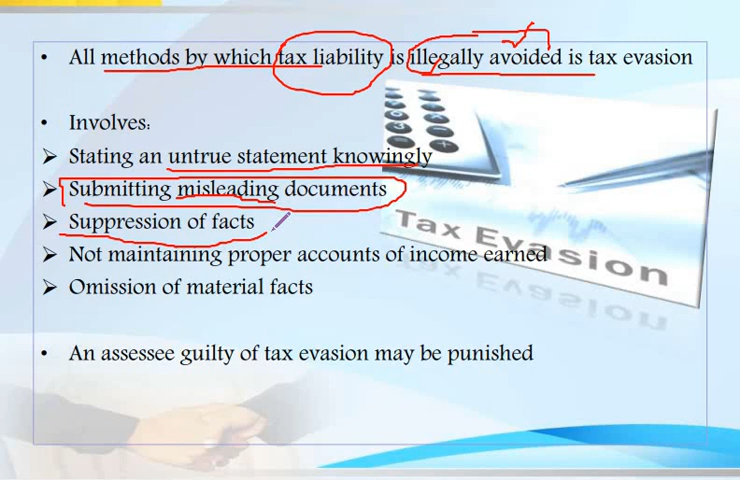 • All methods by which tax liability is illegally avoided is tax evasion
• Involves:
➢ Stating an untrue statement knowingly
➢ Submitting misleading documents
➢ Suppression of facts
➢ Not maintaining proper accounts of income earned
➢ Omission of material facts
• An assessee guilty of tax evasion may be punished
Tax Evasion